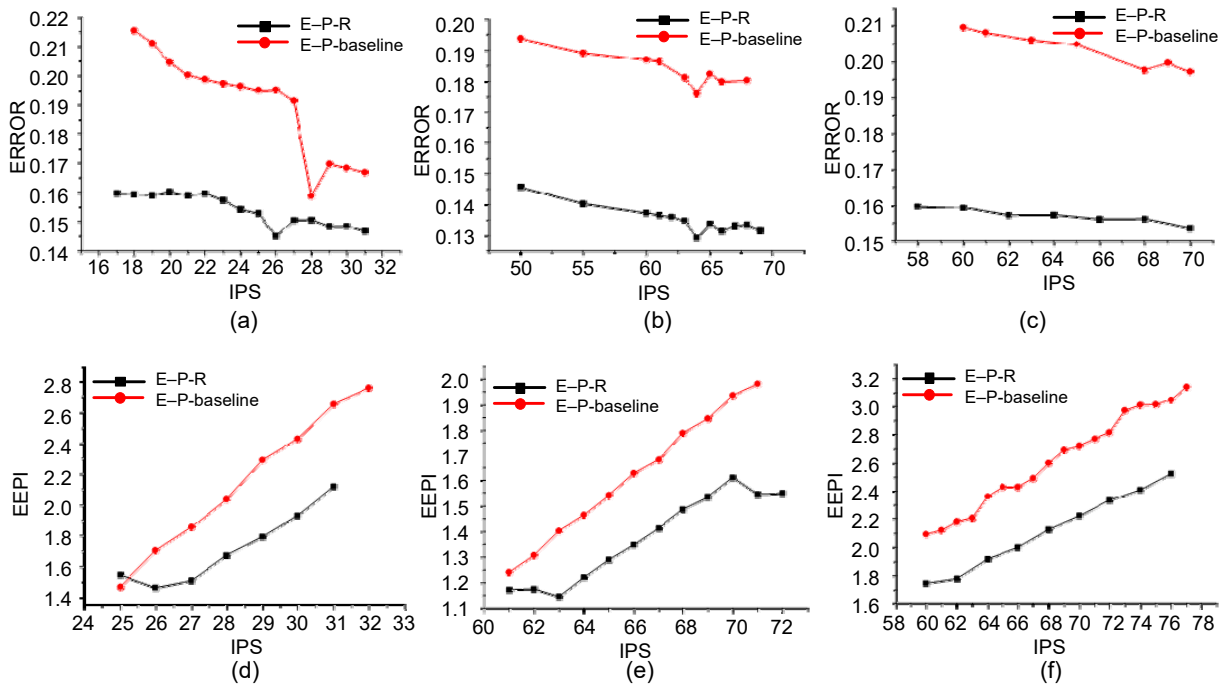 0.22
0.21
0.20
0.19
0.18
0.17
0.16
0.15
0.14
ERROR
E–P-R
E–P-baseline
16 18 20 22 24 26 28 30 32
IPS
(a)
0.20
0.19
0.18
0.17
0.16
0.15
0.14
0.13
ERROR
E–P-R
E–P-baseline
50 55 60 65 70
IPS
(b)
0.21
0.20
0.19
0.18
0.17
0.16
0.15
ERROR
E–P-R
E–P-baseline
58 60 62 64 66 68 70
IPS
(c)
2.8
2.6
2.4
2.2
2.0
1.8
1.6
1.4
EEPI
E–P-R
E–P-baseline
24 25 26 27 28 29 30 31 32 33
IPS
(d)
2.0
1.9
1.8
1.7
1.6
1.5
1.4
1.3
1.2
1.1
EEPI
E–P-R
E–P-baseline
60 62 64 66 68 70 72
IPS
(e)
3.2
3.0
2.8
2.6
2.4
2.2
2.0
1.8
1.6
EEPI
E–P-R
E–P-baseline
58 60 62 64 66 68 70 72 74 76 78
IPS
(f)